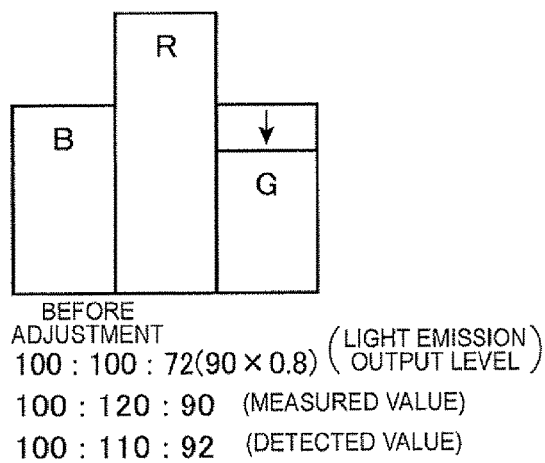 R
B
G
BEFORE
ADJUSTMENT
100 : 100 : 72(90×0.8) (LIGHT EMISSION
OUTPUT LEVEL)
100 : 120 : 90 (MEASURED VALUE)
100 : 110 : 92 (DETECTED VALUE)